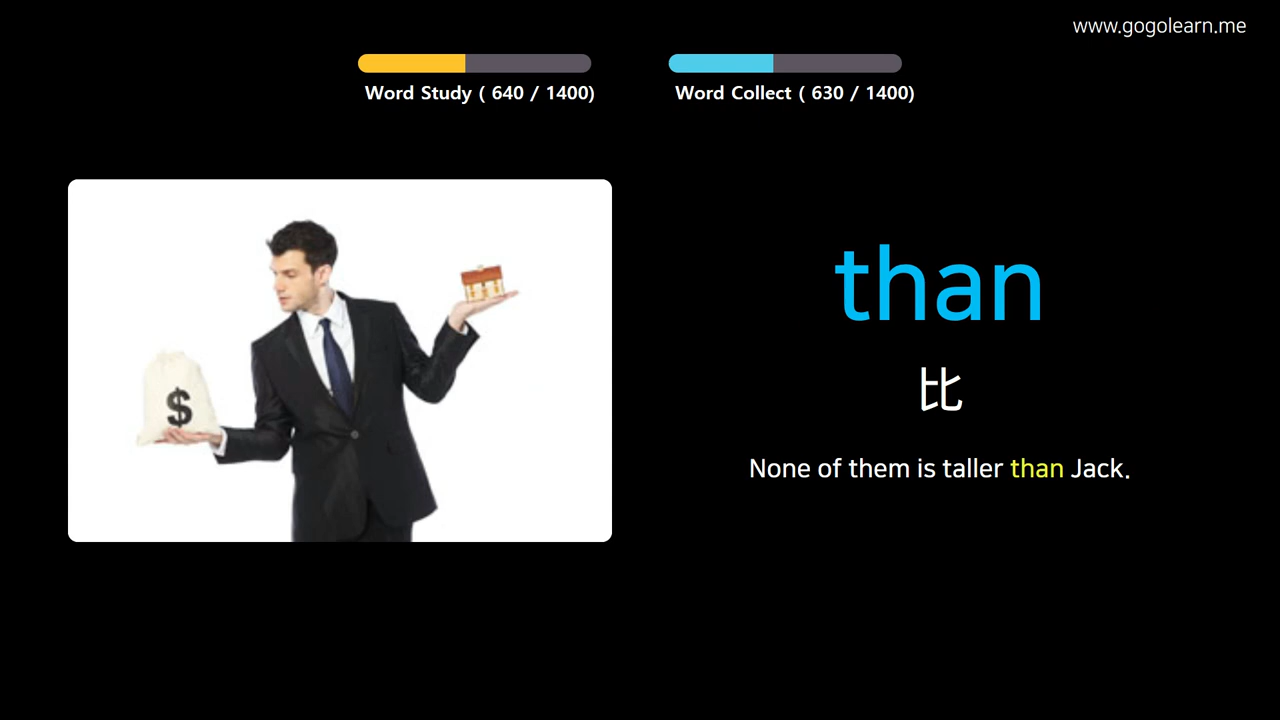 www.gogolearn.me
Word Study ( 640 / 1400)
Word Collect ( 630 / 1400)
$
than
比
None of them is taller than Jack.